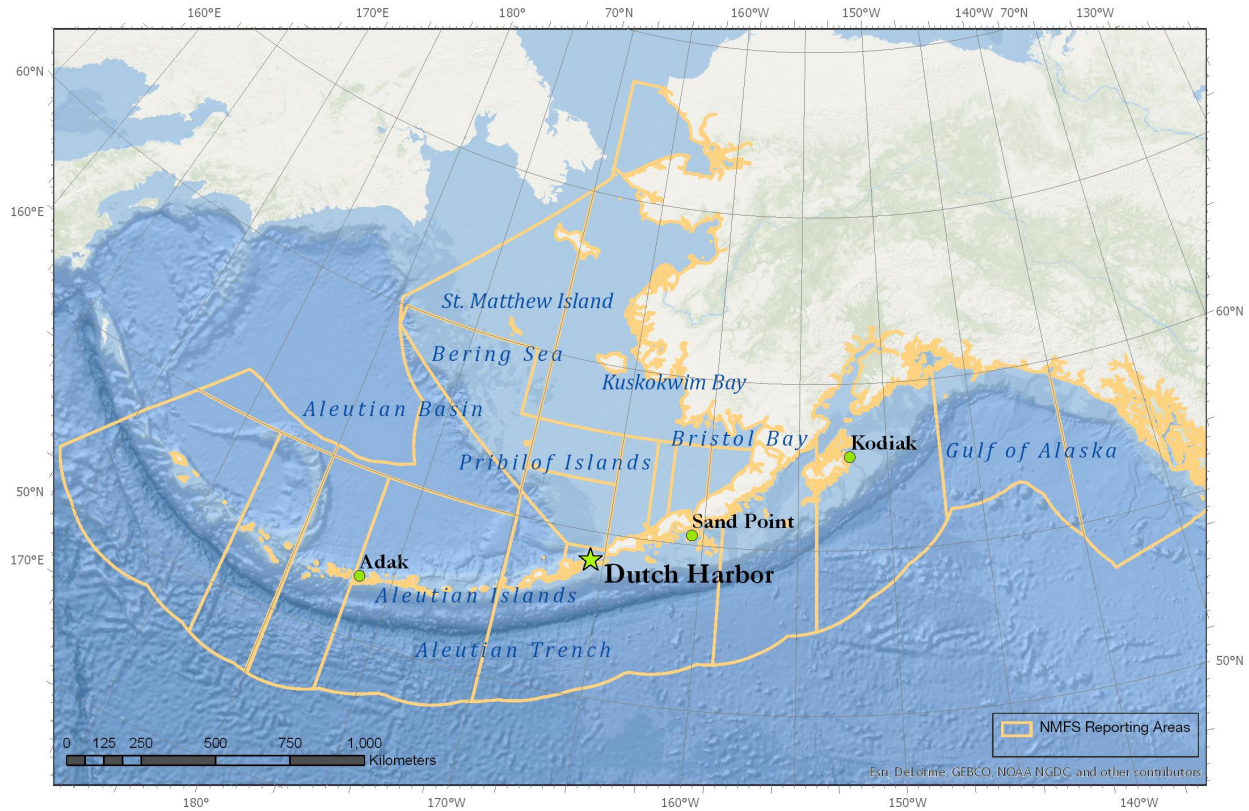 160°E 170°E 180° 70°N 160°W 150°W 140°W 70°N 130°W
60°N
160°E
St. Matthew Island
60°N
Bering Sea
Kuskokwim Bay
Aleutian Basin
Bristol Bay
Kodiak
Gulf of Alaska
Pribilof Islands
50°N
Sand Point
170°E
Adak
Dutch Harbor
Aleutian Islands
Aleutian Trench
50°N
NMFS Reporting Areas
0 125 250 500 750 1,000
Kilometers
Esri, DeLorme, GEBCO, NOAA NGDC, and other contributors
180° 170°W 160°W 150°W 140°W